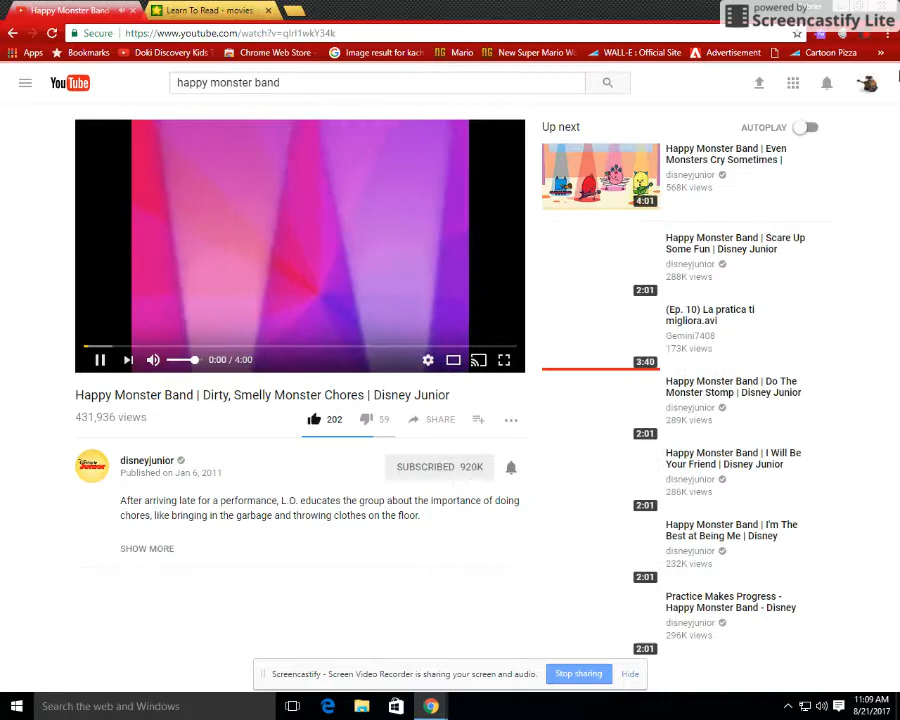 Happy Monster Band
Learn To Read - movies,
powered by
Screencastify Lite
Secure
https://www.youtube.com/watch?v=qIrI1wkY34k
Apps
Bookmarks
Doki Discovery Kids
Chrome Web Store
Image result for kach
Mario
New Super Mario W
WALL-E : Official Site
Advertisement
Cartoon Pizza
»
YouTube
happy monster band
Up next
AUTOPLAY
Happy Monster Band | Even
Monsters Cry Sometimes |
disneyjunior
568K views
4:01
Happy Monster Band | Scare Up
Some Fun | Disney Junior
disneyjunior
288K views
2:01
(Ep. 10) La pratica ti
migliora.avi
Gemini7408
173K views
3:40
0:00 / 4:00
Happy Monster Band | Dirty, Smelly Monster Chores | Disney Junior
431,936 views
202
59
SHARE
Happy Monster Band | Do The
Monster Stomp | Disney Junior
disneyjunior
289K views
2:01
disneyjunior
Published on Jan 6, 2011
SUBSCRIBED 920K
Happy Monster Band | I Will Be
Your Friend | Disney Junior
disneyjunior
286K views
2:01
After arriving late for a performance, L.O. educates the group about the importance of doing
chores, like bringing in the garbage and throwing clothes on the floor.
SHOW MORE
Happy Monster Band | I'm The
Best at Being Me | Disney
disneyjunior
232K views
2:01
Practice Makes Progress -
Happy Monster Band - Disney
disneyjunior
296K views
2:01
Screencastify - Screen Video Recorder is sharing your screen and audio.
Stop sharing
Hide
Search the web and Windows
11:09 AM
8/21/2017